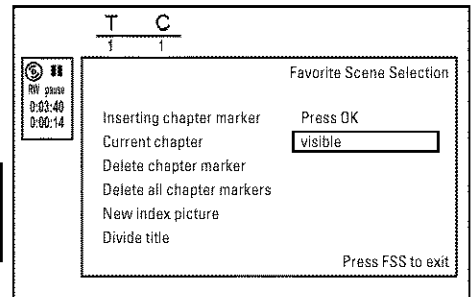 T C
1 1
RW pause
0:03:40
0:00:14
Favorite Scene Selection
Inserting chapter marker Press OK
Current chapter visible
Delete chapter marker
Delete all chapter markers
New index picture
Divide title
Press FSS to exit